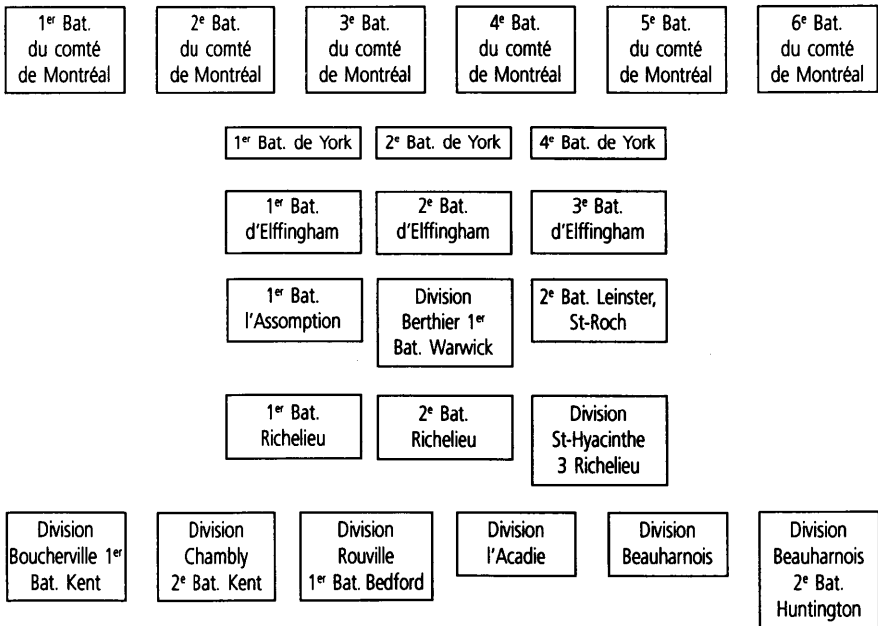 1er Bat.
du comté
de Montréal
2e Bat.
du comté
de Montréal
3e Bat.
du comté
de Montréal
4e Bat.
du comté
de Montréal
5e Bat.
du comté
de Montréal
6e Bat.
du comté
de Montréal
1er Bat. de York
2e Bat. de York
4e Bat. de York
1er Bat.
d'Elffingham
2e Bat.
d'Elffingham
3e Bat.
d'Elffingham
1er Bat.
l'Assomption
Division
Berthier 1er
Bat. Warwick
2e Bat. Leinster,
St-Roch
1er Bat.
Richelieu
2e Bat.
Richelieu
Division
St-Hyacinthe
3 Richelieu
Division
Boucherville 1er
Bat. Kent
Division
Chambly
2e Bat. Kent
Division
Rouville
1er Bat. Bedford
Division
l'Acadie
Division
Beauharnois
Division
Beauharnois
2e Bat.
Huntington